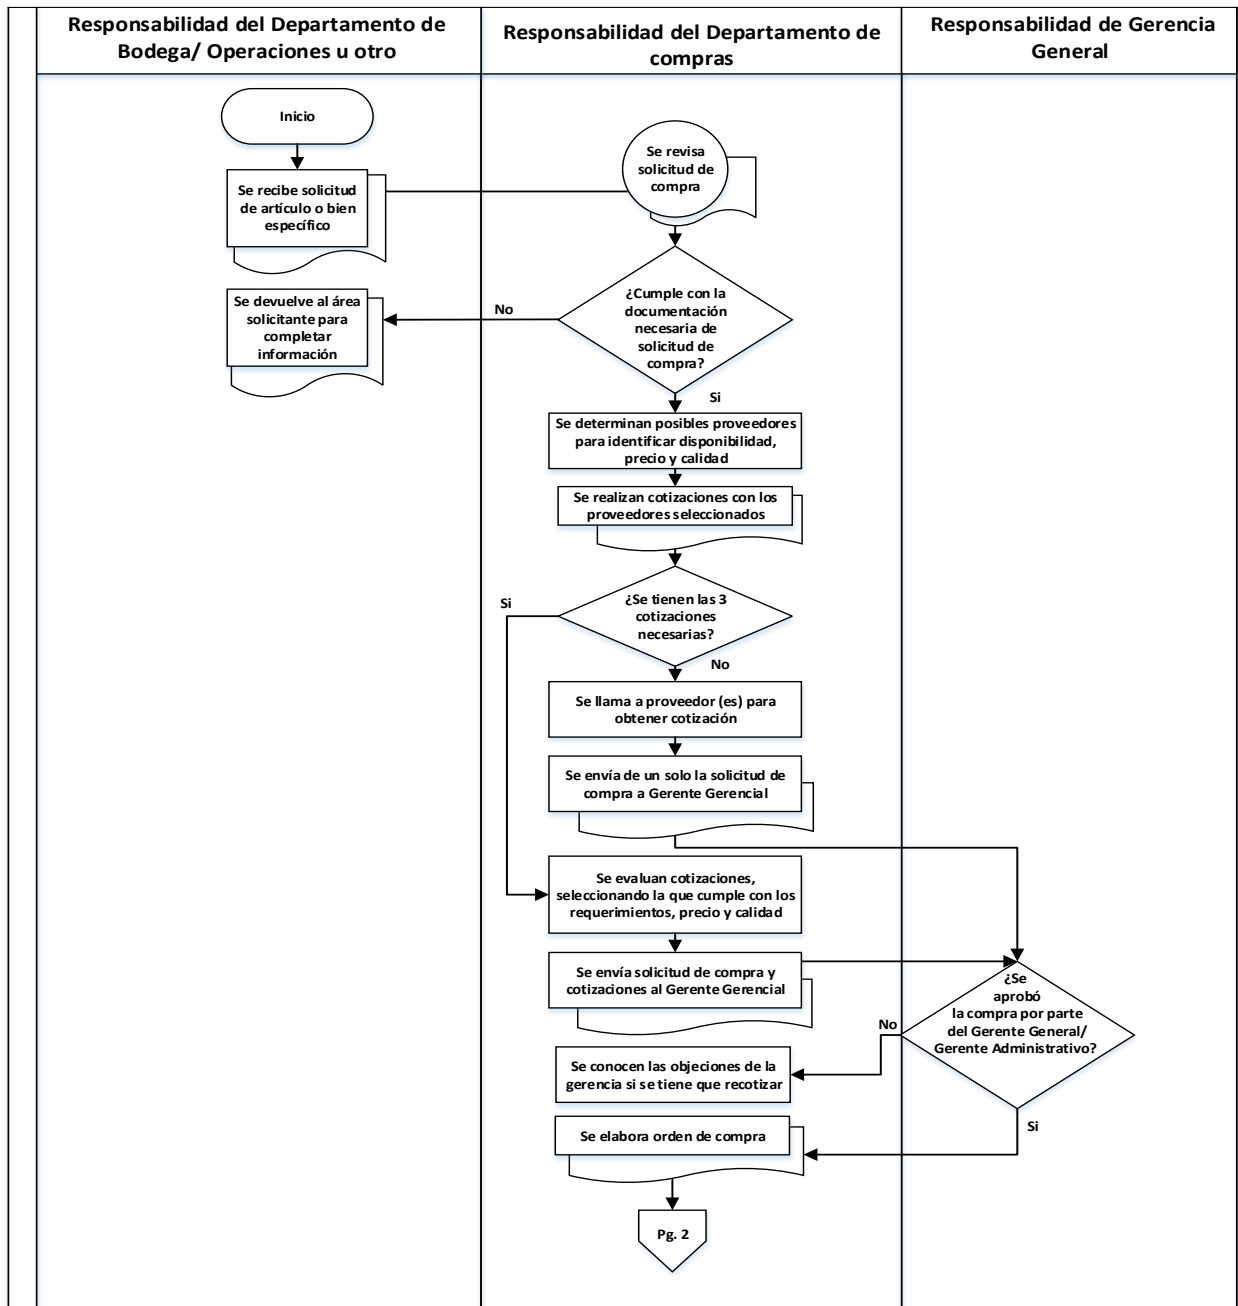 Responsabilidad del Departamento de
Bodega/ Operaciones u otro
Responsabilidad del Departamento de
compras
Responsabilidad de Gerencia
General
Inicio
Se recibe solicitud
de artículo o bien
específico
Se revisa
solicitud de
compra
¿Cumple con la
documentación
necesaria de
solicitud de
compra?
No
Se devuelve al área
solicitante para
completar
información
Si
Se determinan posibles proveedores
para identificar disponibilidad,
precio y calidad
Se realizan cotizaciones con los
proveedores seleccionados
¿Se tienen las 3
cotizaciones
necesarias?
Si
No
Se llama a proveedor (es) para
obtener cotización
Se envía de un solo la solicitud de
compra a Gerente Gerencial
Se evaluan cotizaciones,
seleccionando la que cumple con los
requerimientos, precio y calidad
Se envía solicitud de compra y
cotizaciones al Gerente Gerencial
¿Se
aprobó
la compra por parte
del Gerente General/
Gerente Administrativo?
No
Se conocen las objeciones de la
gerencia si se tiene que recotizar
Si
Se elabora orden de compra
Pg. 2